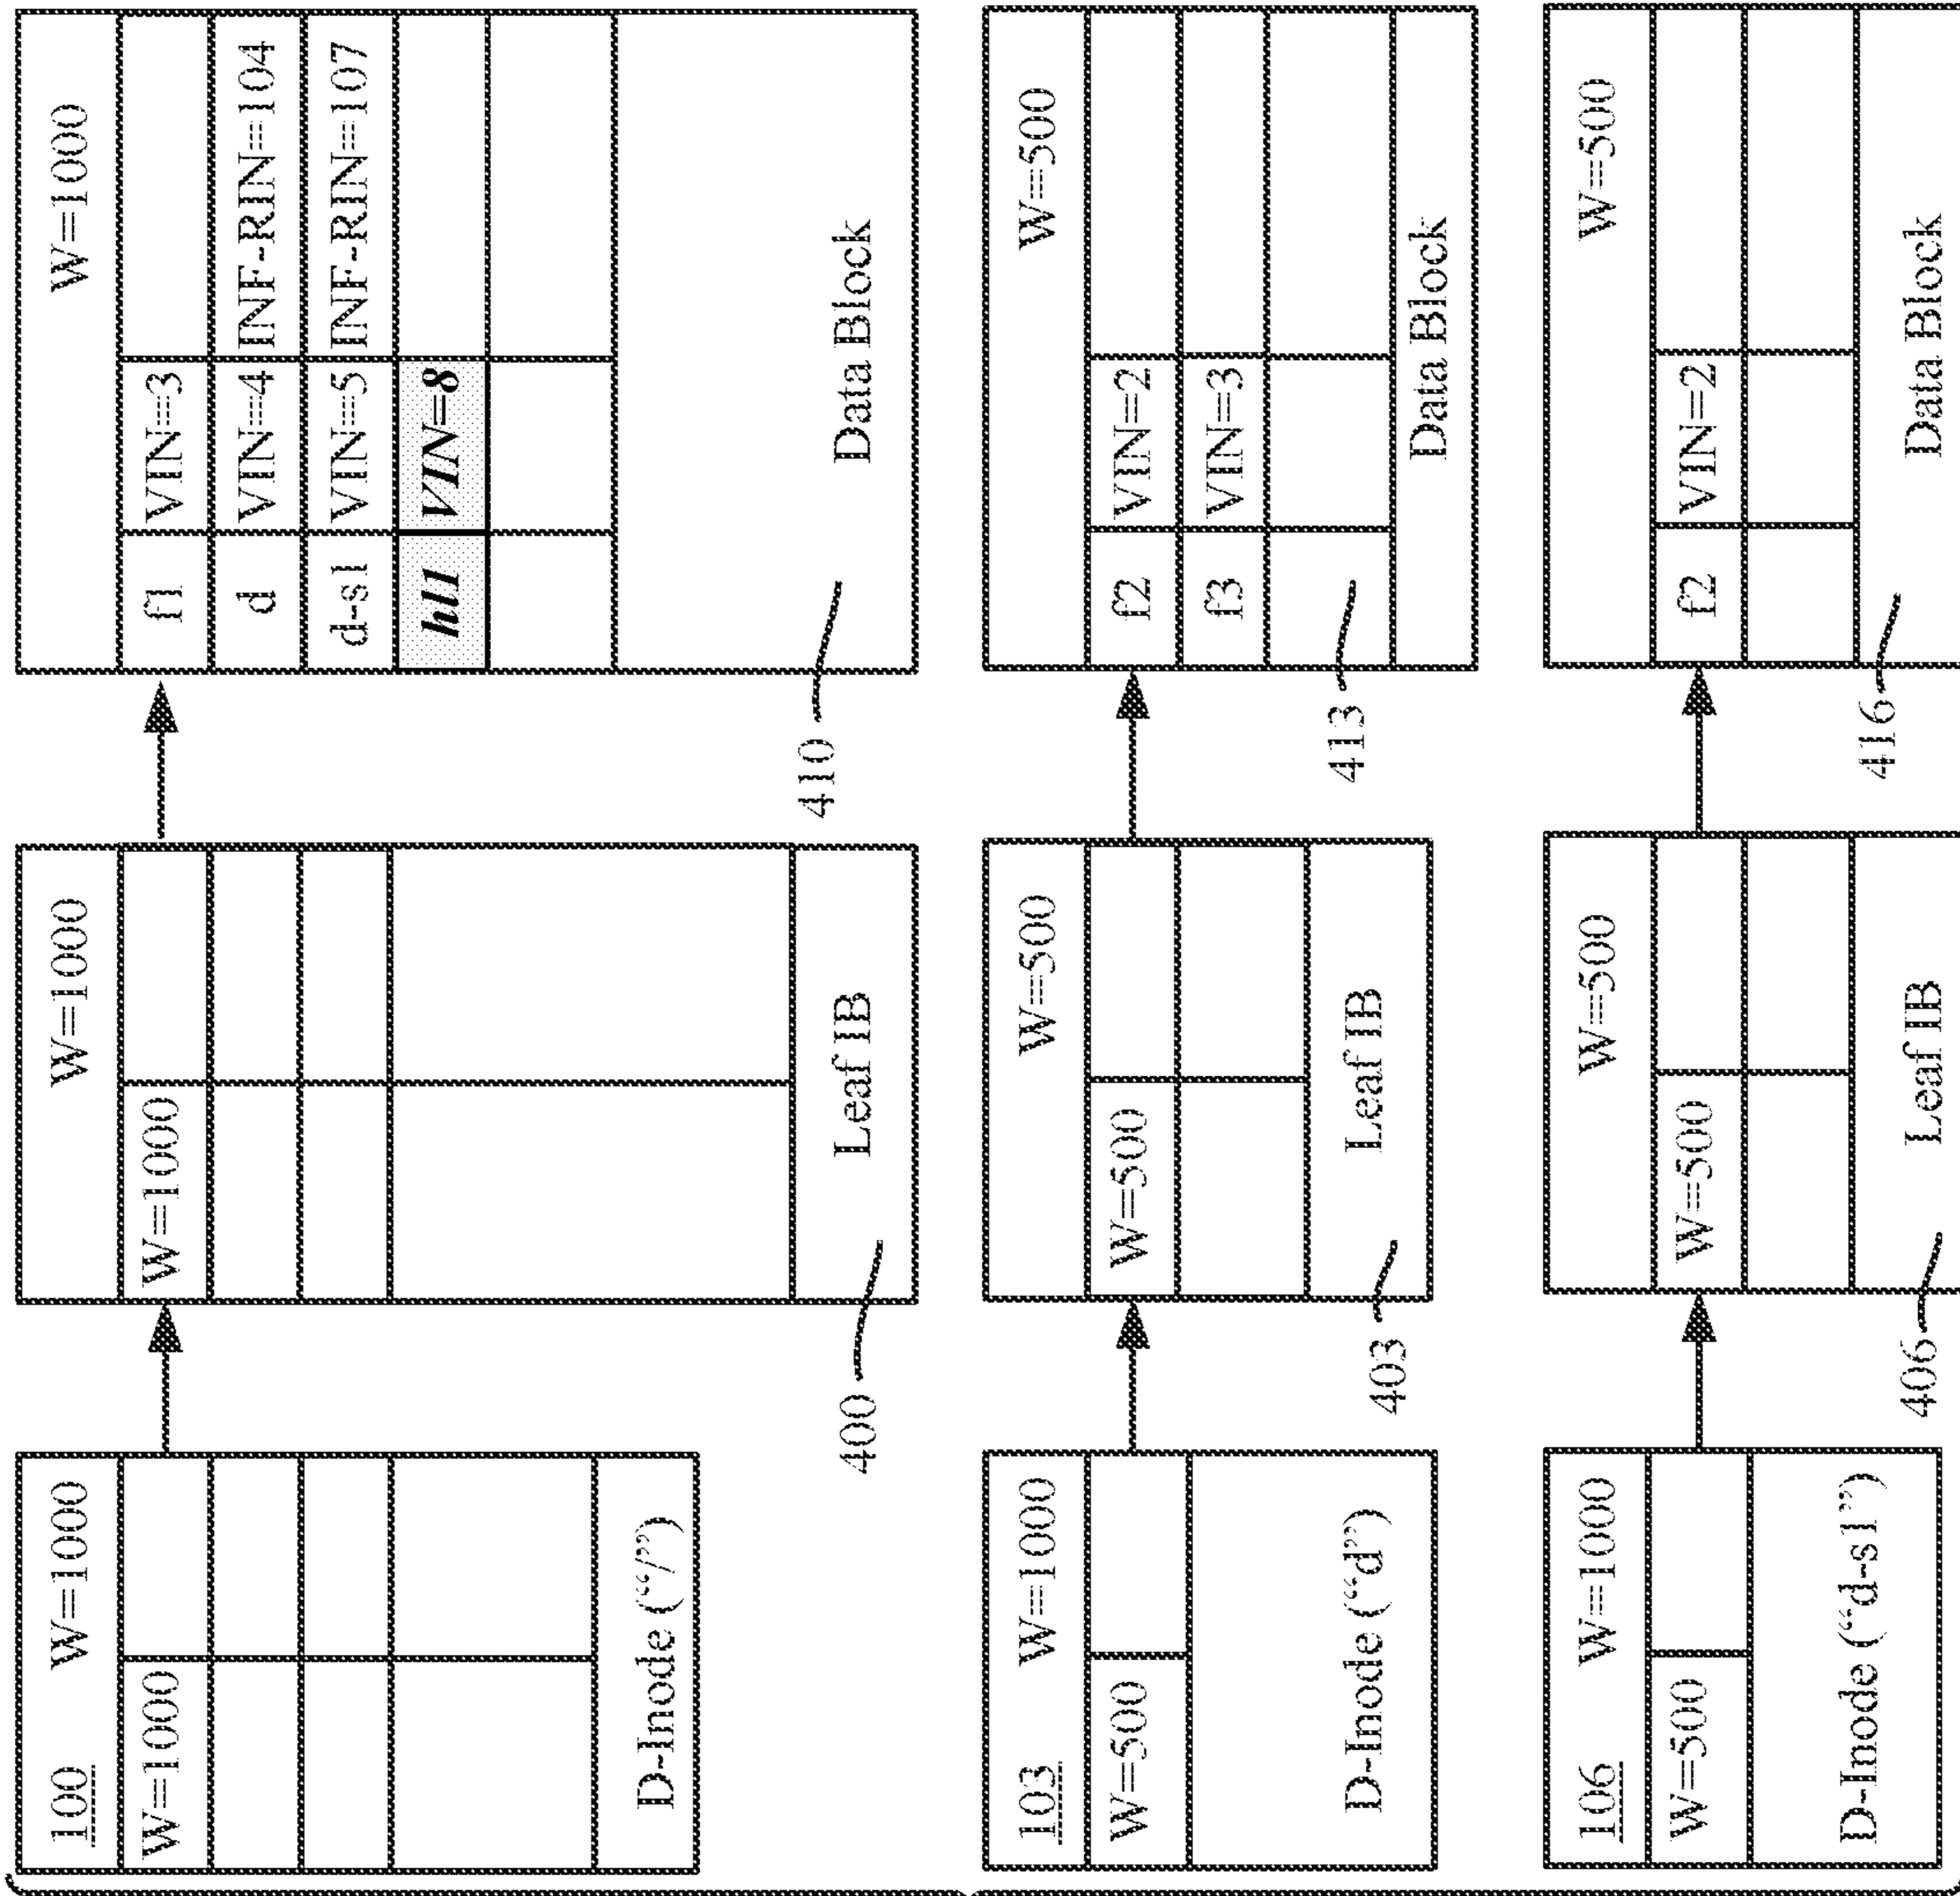 100 W=1000
W=1000
D-Inode (“/”)
W=1000
W=1000
Leaf IB
400
W=1000
f1 VIN=3
d VIN=4 INF-RIN=104
d-s1 VIN=5 INF-RIN=107
hl1 VIN=8
Data Block
410
103 W=1000
W=500
D-Inode (“d”)
W=500
W=500
Leaf IB
403
W=500
f2 VIN=2
f3 VIN=3
Data Block
413
106 W=1000
W=500
D-Inode (“d-s1”)
W=500
W=500
Leaf IB
406
W=500
f2 VIN=2
Data Block
416